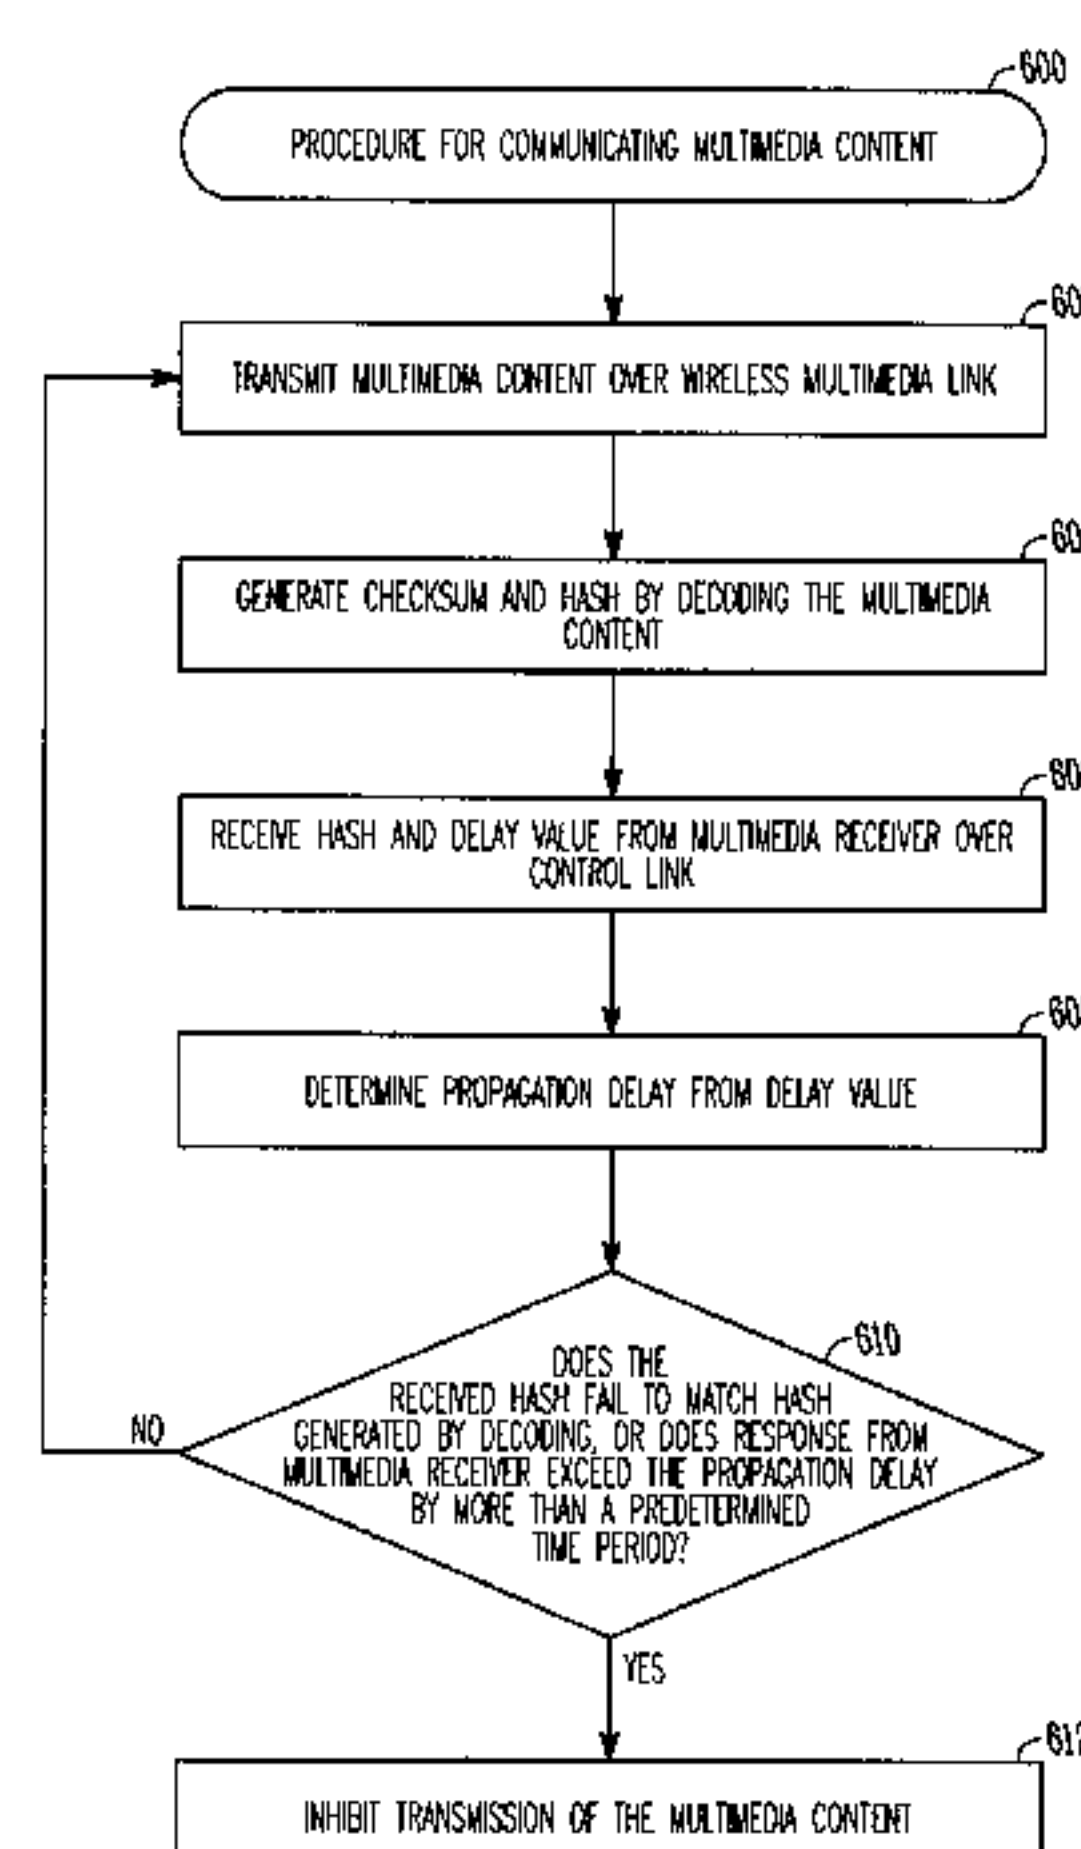 600
PROCEDURE FOR COMMUNICATING MULTIMEDIA CONTENT
TRANSMIT MULTIMEDIA CONTENT OVER WIRELESS MULTIMEDIA LINK
GENERATE CHECKSUM AND HASH BY DECODING THE MULTIMEDIA
CONTENT
RECEIVE HASH AND DELAY VALUE FROM MULTIMEDIA RECEIVER OVER
CONTROL LINK
DETERMINE PROPAGATION DELAY FROM DELAY VALUE
610
DOES THE
RECEIVED HASH FAIL TO MATCH HASH
GENERATED BY DECODING, OR DOES RESPONSE FROM
MULTIMEDIA RECEIVER EXCEED THE PROPAGATION DELAY
BY MORE THAN A PREDETERMINED
TIME PERIOD?
NO
YES
612
INHIBIT TRANSMISSION OF THE MULTIMEDIA CONTENT